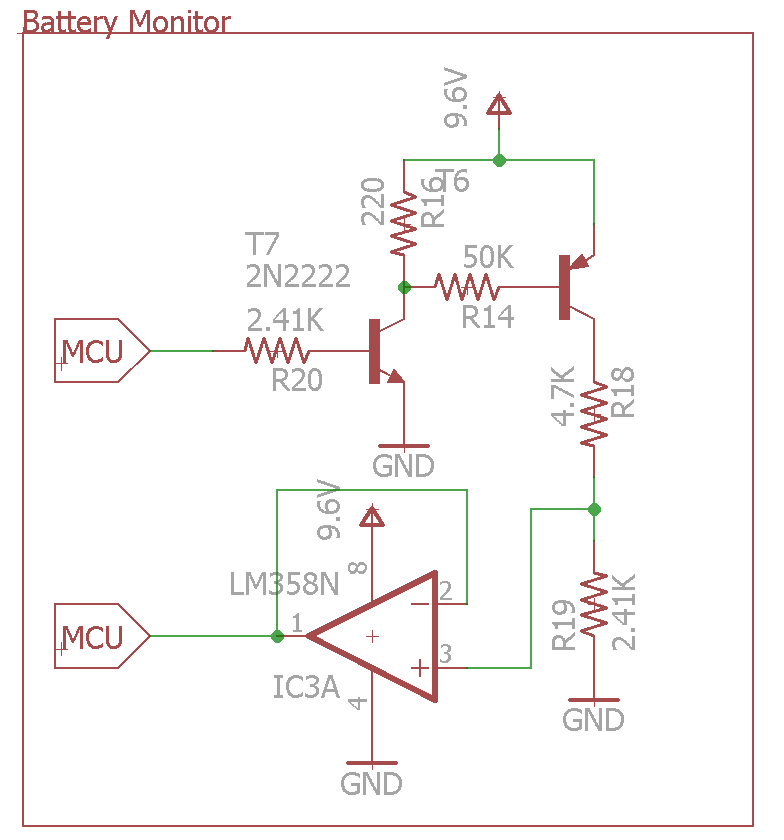 Battery Monitor
9.6V
T6
220
R16
T7
2N2222
50K
R14
2.41K
R20
MCU
4.7K
R18
GND
9.6V
LM358N
8
2
1
3
MCU
IC3A
4
R19
2.41K
GND
GND